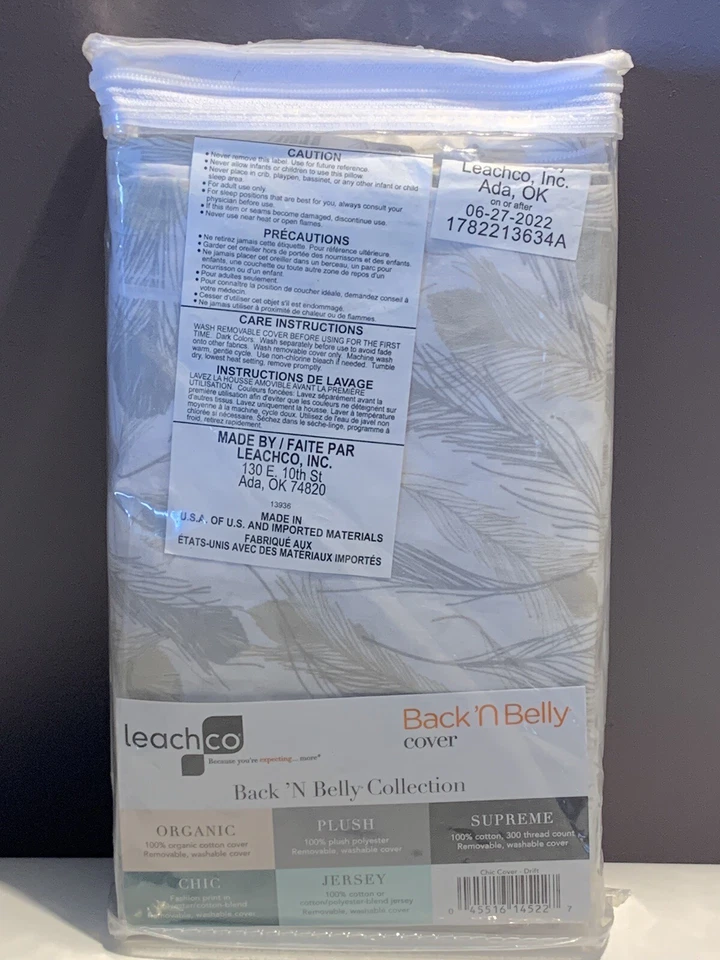 CAUTION
• Never remove this label. Use for future reference.
• Never allow infants or children to use this pillow.
• Never place in crib, playpen, bassinet, or any other infant or child
sleep area.
• For adult use only.
• For sleep positions that are best for you, always consult your
physician before use.
• If this item or seams become damaged, discontinue use.
• Never use near heat or open flames.
PRÉCAUTIONS
• Ne retirez jamais cette étiquette. Pour référence ultérieure.
• Garder cet oreiller hors de portée des nourrissons et des enfants.
• Ne jamais placer cet oreiller dans un berceau, un parc pour
enfants, une couchette ou toute autre zone de repos d'un
nourrisson ou d'un enfant.
• Pour adultes seulement.
• Pour connaître la position de coucher idéale, demandez conseil à
votre médecin.
• Cesser d'utiliser cet objet s'il est endommagé.
• Ne jamais utiliser à proximité de chaleur ou de flammes.
CARE INSTRUCTIONS
WASH REMOVABLE COVER BEFORE USING FOR THE FIRST
TIME. Dark Colors: Wash separately before use to avoid fade
onto other fabrics. Wash removable cover only. Machine wash
warm, gentle cycle. Use non-chlorine bleach if needed. Tumble
dry, lowest heat setting, remove promptly.
INSTRUCTIONS DE LAVAGE
LAVEZ LA HOUSSE AMOVIBLE AVANT LA PREMIÈRE
UTILISATION. Couleurs foncées: Lavez séparément avant la
première utilisation afin d'éviter que les couleurs ne déteignent sur
d'autres tissus. Lavez uniquement la housse. Laver à température
moyenne à la machine, cycle doux. Utilisez de l'eau de javel non
chlorée si nécessaire. Séchez dans le sèche-linge, programme à
froid, retirez rapidement.
MADE BY / FAITE PAR
LEACHCO, INC.
130 E. 10th St
Ada, OK 74820
13936
MADE IN
U.S.A. OF U.S. AND IMPORTED MATERIALS
FABRIQUÉ AUX
ÉTATS-UNIS AVEC DES MATÉRIAUX IMPORTÉS
Leachco, Inc.
Ada, OK
on or after
06-27-2022
1782213634A
leachco®
Because you're expecting... more®
Back 'N Belly®
cover
Back 'N Belly® Collection
ORGANIC
100% organic cotton cover
Removable, washable cover
PLUSH
100% plush polyester
Removable, washable cover
SUPREME
100% cotton, 300 thread count
Removable, washable cover
CHIC
Fashion print in
cotton-blend
Removable, washable cover
JERSEY
100% cotton or
cotton/polyester-blend jersey
Removable, washable cover
Chic Cover - Drift
0 45516 14522 7